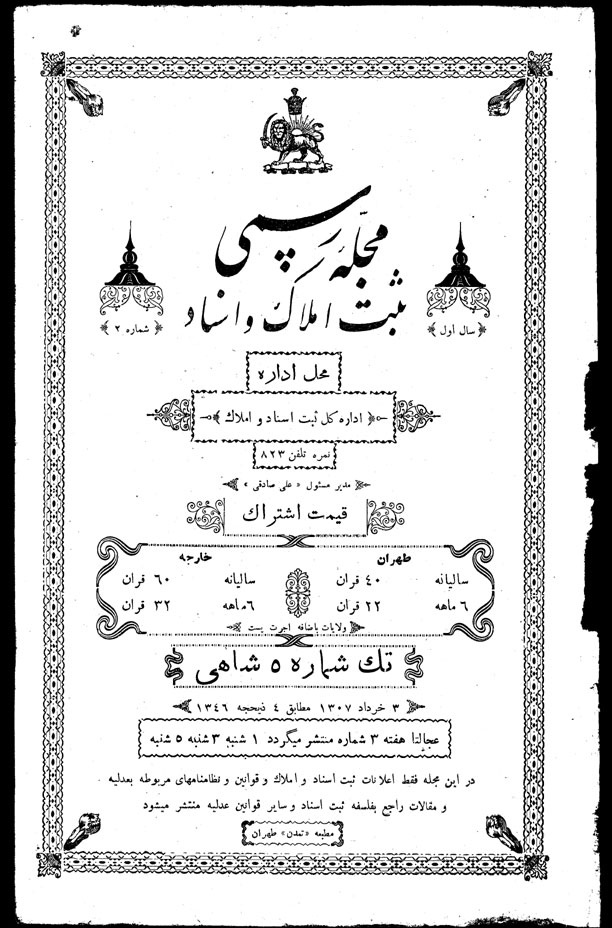 مجلهٔ رسمی
ثبت املاک و اسناد
سال اول
شماره ۲
محل اداره
اداره کل ثبت اسناد و املاک
نمره تلفن ۸۲۳
مدیر مسئول « علی صادقی »
قیمت اشتراک
طهران
سالیانه ۴۰ قران
۶ ماهه ۲۲ قران
خارجه
سالیانه ۶۰ قران
۶ ماهه ۳۲ قران
ولایات باضافه اجرت پست
تک شماره ۵ شاهی
۳ خرداد ۱۳۰۷ مطابق ۴ ذیحجه ۱۳۴۶
عجالتا هفته ۳ شماره منتشر میگردد ۱ شنبه ۳ شنبه ۵ شنبه
در این مجله فقط اعلانات ثبت اسناد و املاک و قوانین و نظامنامهای مربوطه بعدلیه
و مقالات راجع بفلسفه ثبت اسناد و سایر قوانین عدلیه منتشر میشود
مطبعه «تمدن» طهران